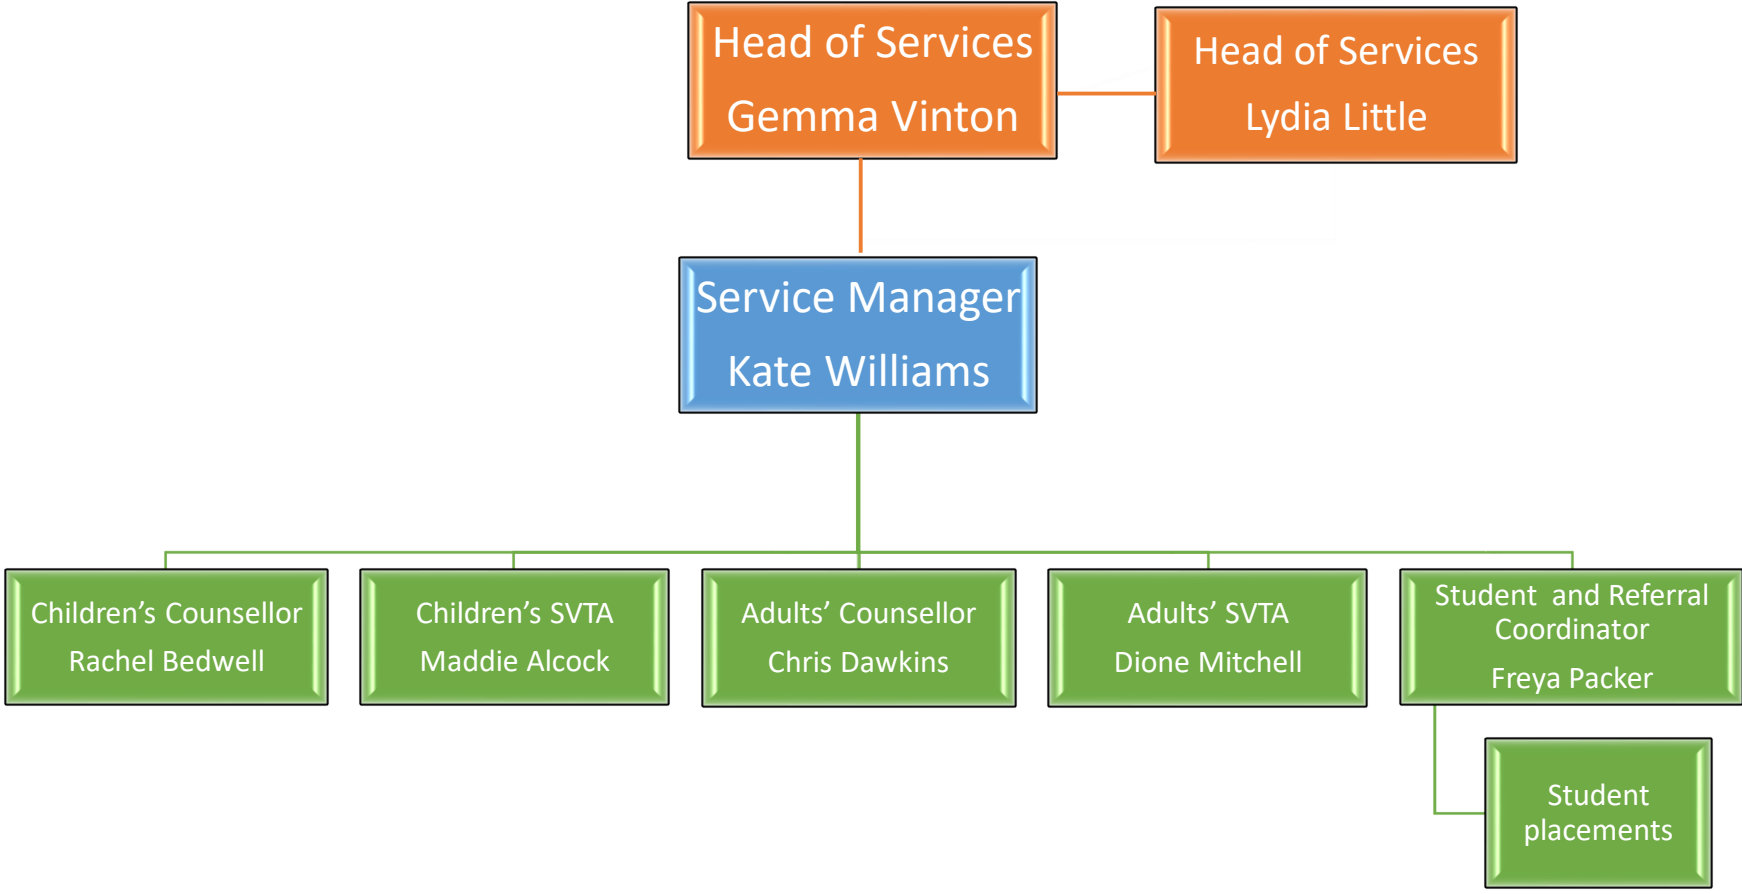 Head of Services
Gemma Vinton
Head of Services
Lydia Little
Service Manager
Kate Williams
Children’s Counsellor
Rachel Bedwell
Children’s SVTA
Maddie Alcock
Adults’ Counsellor
Chris Dawkins
Adults’ SVTA
Dione Mitchell
Student  and Referral
Coordinator
Freya Packer
Student
placements